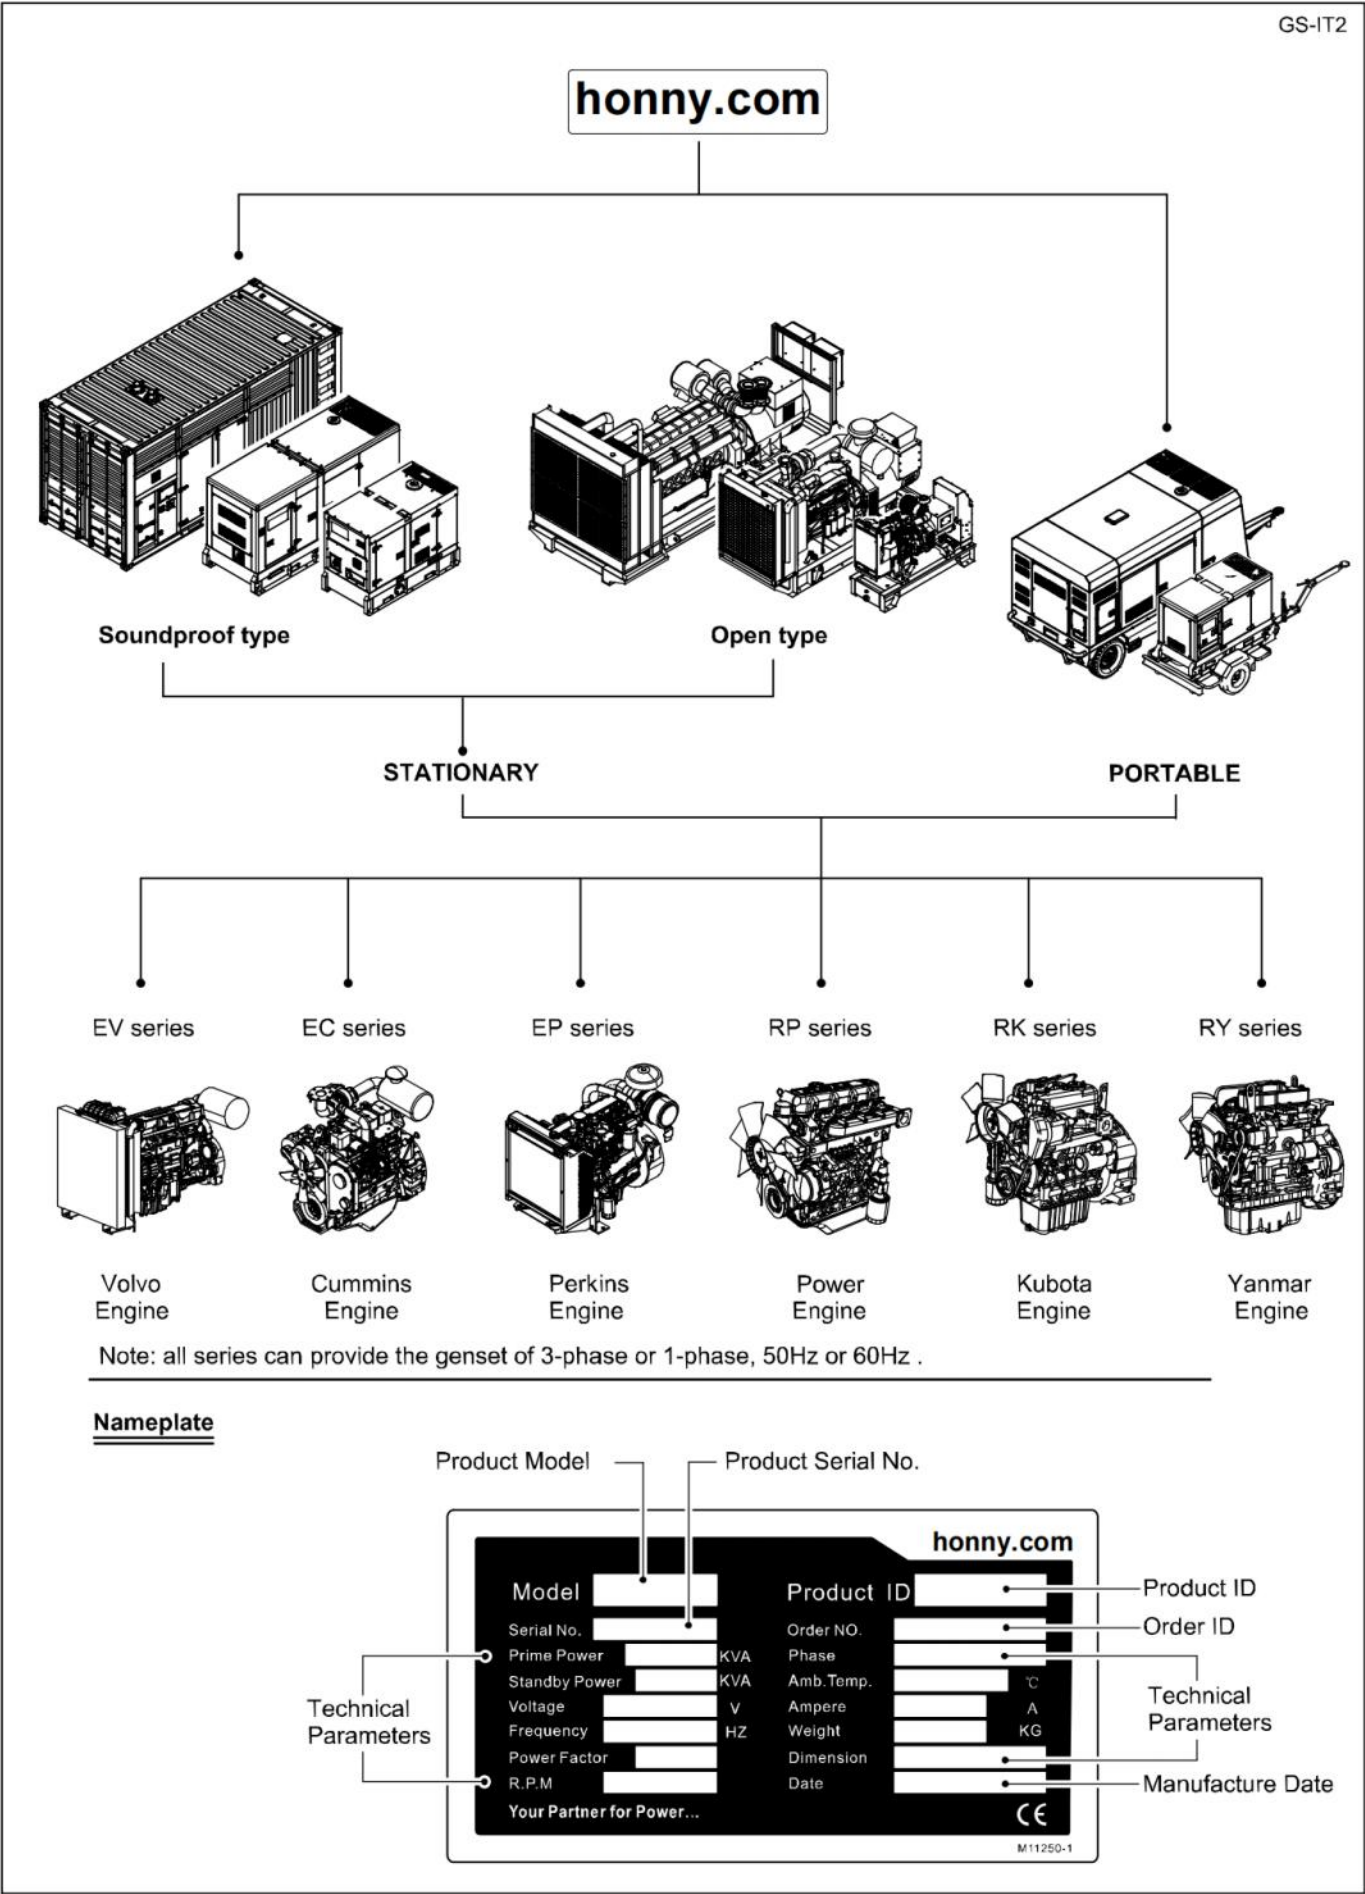 GS-IT2
honny.com
Soundproof type
Open type
STATIONARY
PORTABLE
EV series
EC series
EP series
RP series
RK series
RY series
Volvo
Engine
Cummins
Engine
Perkins
Engine
Power
Engine
Kubota
Engine
Yanmar
Engine
Note: all series can provide the genset of 3-phase or 1-phase, 50Hz or 60Hz .
Nameplate
Product Model
Product Serial No.
honny.com
Model
Product ID
Product ID
Serial No.
Order NO.
Order ID
Prime Power KVA
Phase
Standby Power KVA
Amb.Temp. ℃
Technical
Parameters
Voltage V
Ampere A
Technical
Parameters
Frequency HZ
Weight KG
Power Factor
Dimension
R.P.M
Date
Manufacture Date
Your Partner for Power...
CE
M11250-1